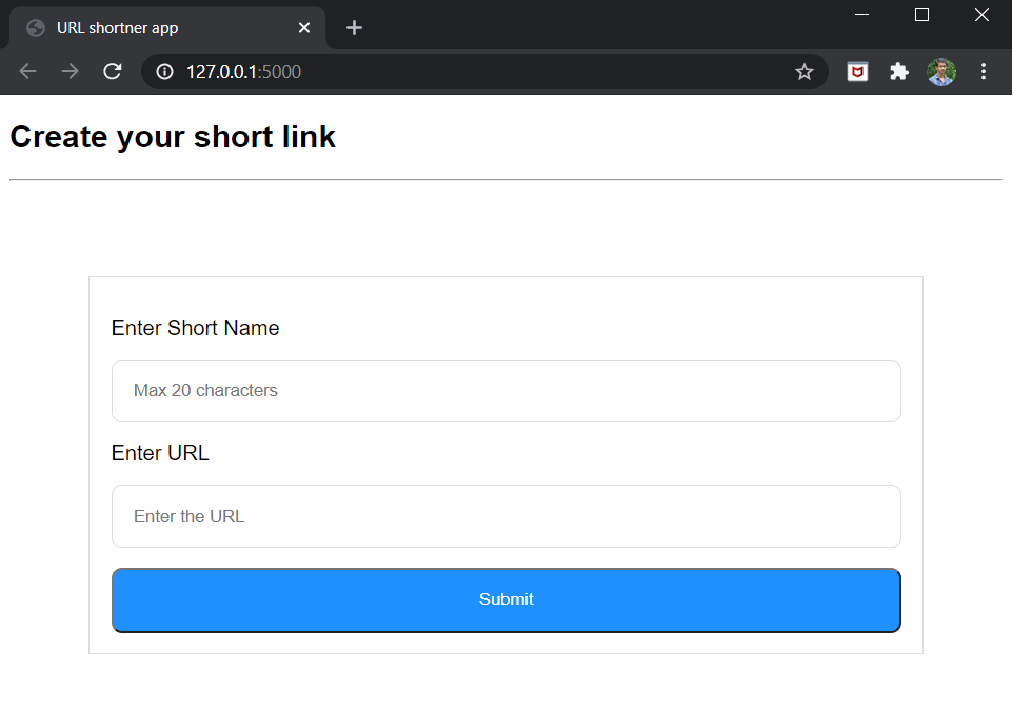 URL shortner app
127.0.0.1:5000
Create your short link
Enter Short Name
Max 20 characters
Enter URL
Enter the URL
Submit